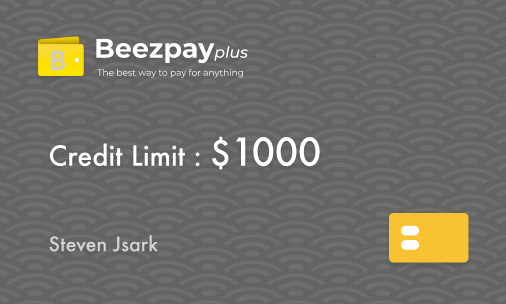 B
Beezpay plus
The best way to pay for anything
Credit Limit : $1000
Steven Jsark